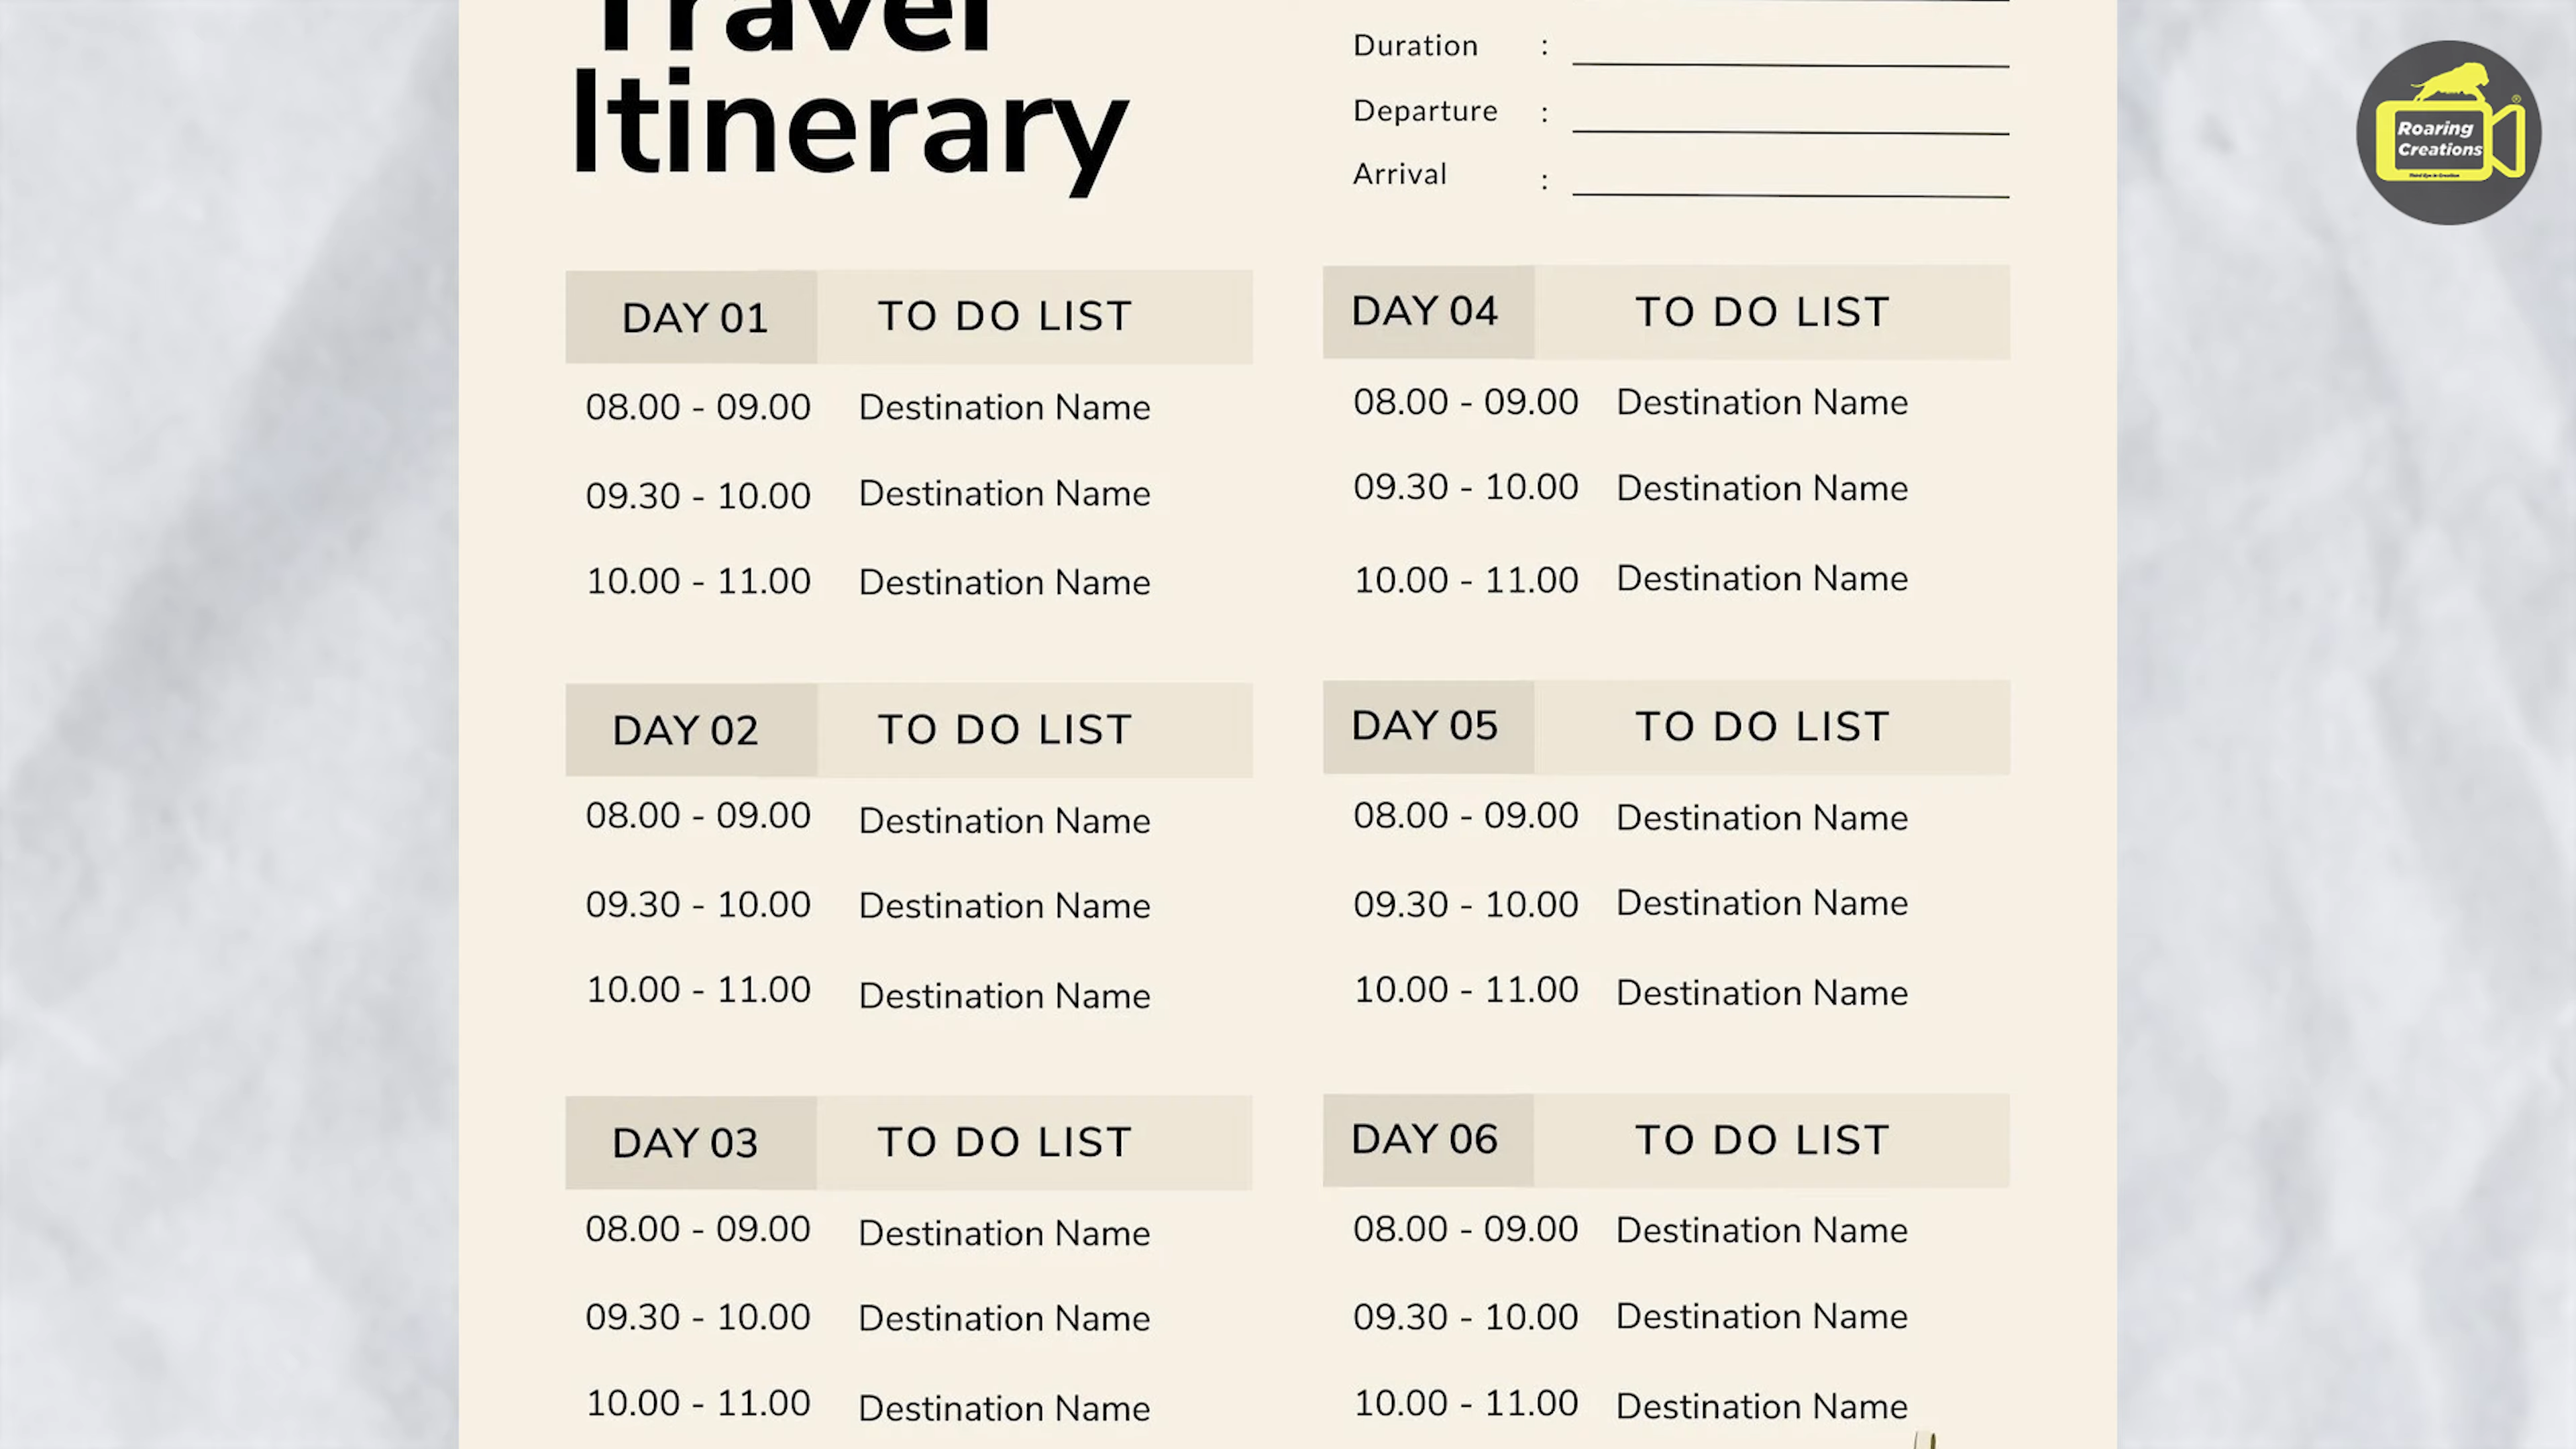 Travel
Itinerary
Duration :
Departure :
Arrival :
DAY 01 TO DO LIST
08.00 - 09.00 Destination Name
09.30 - 10.00 Destination Name
10.00 - 11.00 Destination Name
DAY 02 TO DO LIST
08.00 - 09.00 Destination Name
09.30 - 10.00 Destination Name
10.00 - 11.00 Destination Name
DAY 03 TO DO LIST
08.00 - 09.00 Destination Name
09.30 - 10.00 Destination Name
10.00 - 11.00 Destination Name
DAY 04 TO DO LIST
08.00 - 09.00 Destination Name
09.30 - 10.00 Destination Name
10.00 - 11.00 Destination Name
DAY 05 TO DO LIST
08.00 - 09.00 Destination Name
09.30 - 10.00 Destination Name
10.00 - 11.00 Destination Name
DAY 06 TO DO LIST
08.00 - 09.00 Destination Name
09.30 - 10.00 Destination Name
10.00 - 11.00 Destination Name
Roaring
Creations
®
Third Eye in Creation